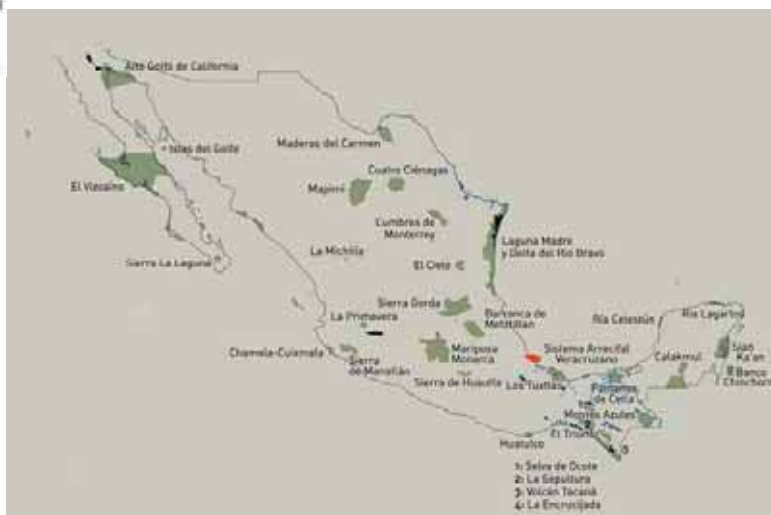 Alto Golfo de California
Islas del Golfo
Maderas del Carmen
Cuatro Ciénegas
Mapimí
El Vizcaíno
Cumbres de
Monterrey
Laguna Madre
y Delta del Río Bravo
La Michilía
El Cielo
Sierra La Laguna
Sierra Gorda
La Primavera
Barranca de
Metztitlán
Ría Celestún
Ría Lagartos
Chamela-Cuixmala
Sierra
de Manatlán
Mariposa
Monarca
Sistema Arrecifal
Veracruzano
Calakmul
Sian
Ka'an
Banco
Chinchorro
Sierra de Huautla
Los Tuxtlas
Pantanos
de Centla
Montes Azules
El Triunfo
Huatulco
1: Selva de Ocote
2: La Sepultura
3: Volcán Tacaná
4: La Encrucijada